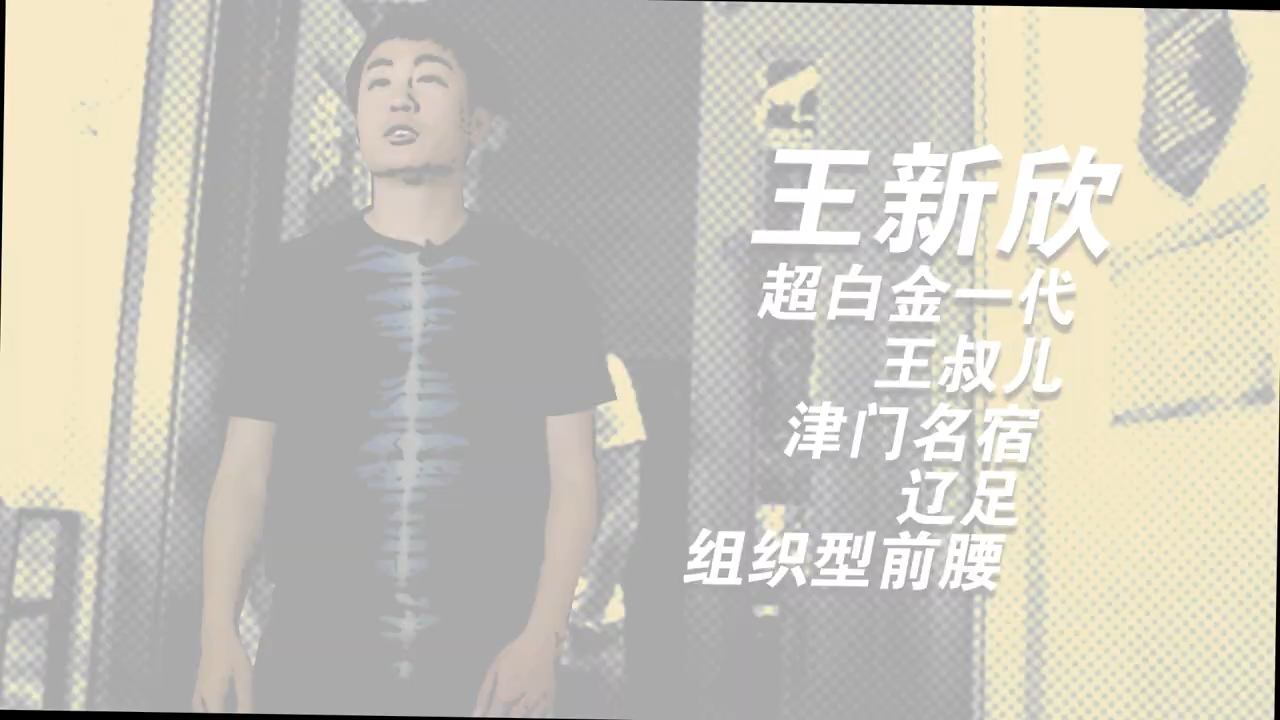 王新欣
超白金一代
王叔儿
津门名宿
辽足
组织型前腰